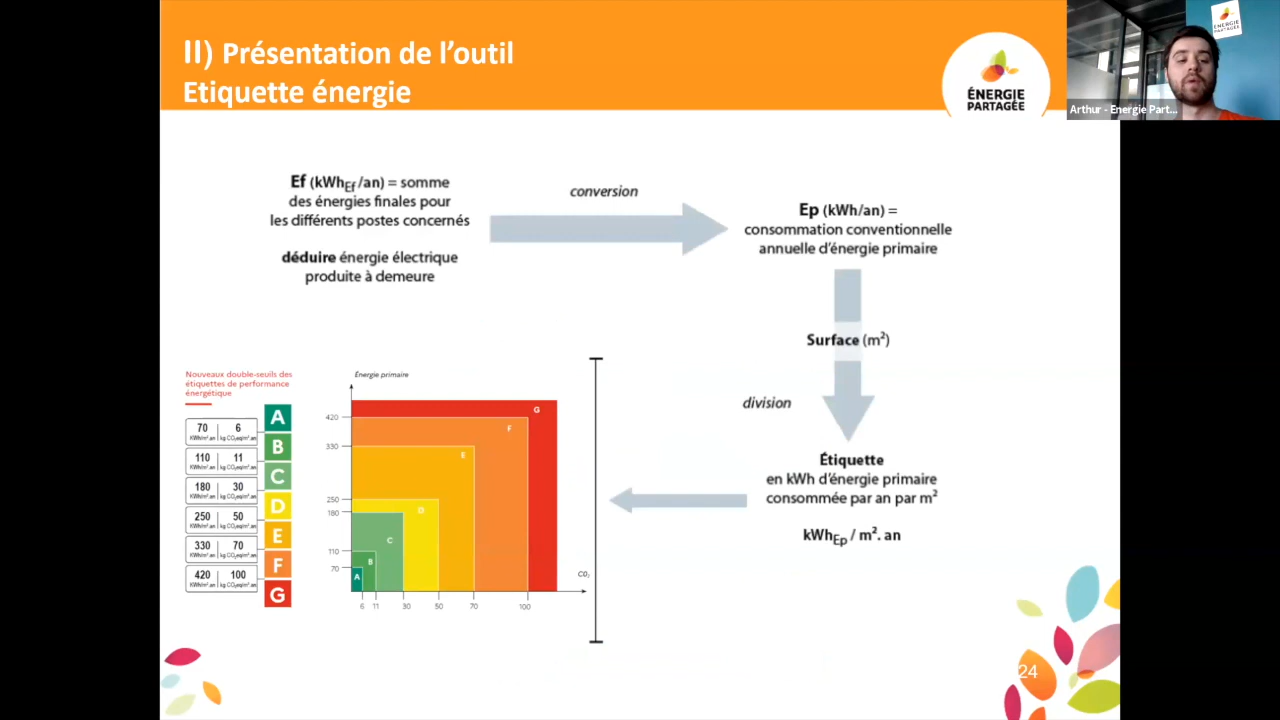 II) Présentation de l’outil
Etiquette énergie
ÉNERGIE
PARTAGÉE
ÉNERGIE
PARTAGÉE
Arthur - Energie Part...
Ef (kWhEf/an) = somme
des énergies finales pour
les différents postes concernés
déduire énergie électrique
produite à demeure
conversion
Ep (kWh/an) =
consommation conventionnelle
annuelle d’énergie primaire
Surface (m²)
division
Étiquette
en kWh d’énergie primaire
consommée par an par m²
kWhEp / m². an
Nouveaux double-seuils des
étiquettes de performance
énergétique
A
70 | 6
KWh/m².an | kg CO₂eq/m².an
B
110 | 11
KWh/m².an | kg CO₂eq/m².an
C
180 | 30
KWh/m².an | kg CO₂eq/m².an
D
250 | 50
KWh/m².an | kg CO₂eq/m².an
E
330 | 70
KWh/m².an | kg CO₂eq/m².an
F
420 | 100
KWh/m².an | kg CO₂eq/m².an
G
Énergie primaire
G
420
F
330
E
250
D
180
C
110
B
70
A
CO₂
6 11 30 50 70 100
24